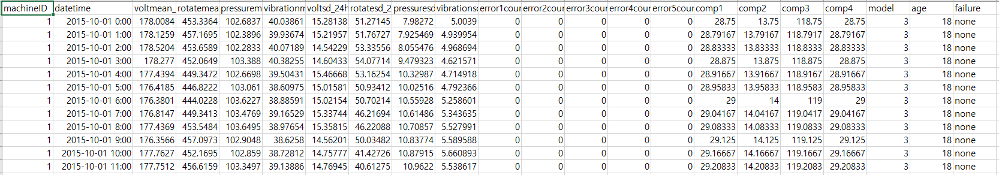 machineID datetime voltmean_ rotatemea pressurem vibrationn voltsd_24h rotatesd_2 pressuresd vibrationsd error1cour error2cour error3cour error4cour error5cour comp1 comp2 comp3 comp4 model age failure
1 2015-10-01 0:00 178.0084 453.3364 102.6837 40.03861 15.28138 51.27145 7.98272 5.0039 0 0 0 0 0 28.75 13.75 118.75 28.75 3 18 none
1 2015-10-01 1:00 178.1259 457.1695 102.3896 39.93674 15.21957 51.76727 7.925469 4.939954 0 0 0 0 0 28.79167 13.79167 118.7917 28.79167 3 18 none
1 2015-10-01 2:00 178.5204 453.6589 102.2833 40.07189 14.54229 53.33556 8.055476 4.968694 0 0 0 0 0 28.83333 13.83333 118.8333 28.83333 3 18 none
1 2015-10-01 3:00 178.277 452.0649 103.388 40.38255 14.60433 54.07714 9.479323 4.621571 0 0 0 0 0 28.875 13.875 118.875 28.875 3 18 none
1 2015-10-01 4:00 177.4394 449.3472 102.6698 39.50431 15.46668 53.16254 10.32987 4.714918 0 0 0 0 0 28.91667 13.91667 118.9167 28.91667 3 18 none
1 2015-10-01 5:00 176.4185 446.8222 103.061 38.60975 15.01581 50.93412 10.02516 4.792366 0 0 0 0 0 28.95833 13.95833 118.9583 28.95833 3 18 none
1 2015-10-01 6:00 176.3801 444.0228 103.6227 38.88591 15.02154 50.70214 10.55928 5.258601 0 0 0 0 0 29 14 119 29 3 18 none
1 2015-10-01 7:00 176.8147 449.3413 103.4769 39.16529 15.33744 46.21694 10.61486 5.343635 0 0 0 0 0 29.04167 14.04167 119.0417 29.04167 3 18 none
1 2015-10-01 8:00 177.4369 453.5484 103.6495 38.97654 15.35815 46.22088 10.70857 5.527991 0 0 0 0 0 29.08333 14.08333 119.0833 29.08333 3 18 none
1 2015-10-01 9:00 176.3566 457.0973 102.9048 38.6258 14.56201 50.03482 10.83774 5.589588 0 0 0 0 0 29.125 14.125 119.125 29.125 3 18 none
1 2015-10-01 10:00 177.7627 452.1695 102.859 38.72812 14.75777 41.42726 10.87915 5.660893 0 0 0 0 0 29.16667 14.16667 119.1667 29.16667 3 18 none
1 2015-10-01 11:00 177.7512 456.6159 103.3497 39.13886 14.76945 40.61275 10.9622 5.538617 0 0 0 0 0 29.20833 14.20833 119.2083 29.20833 3 18 none